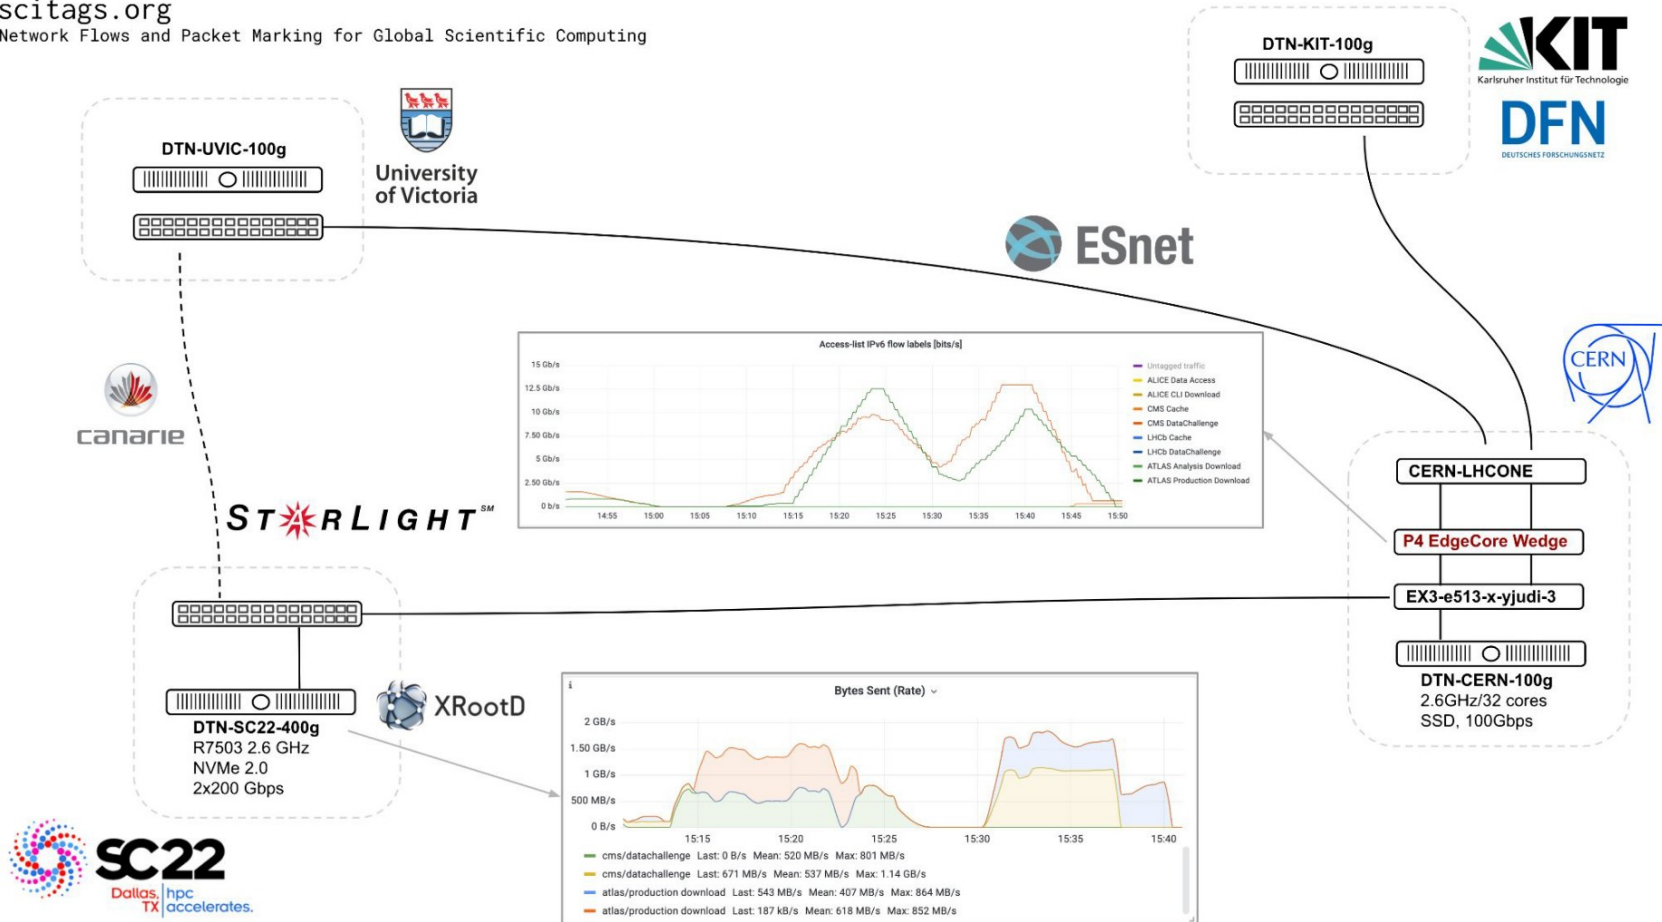 scitags.org
Network Flows and Packet Marking for Global Scientific Computing
DTN-KIT-100g
KIT
Karlsruher Institut für Technologie
DFN
DEUTSCHES FORSCHUNGSNETZ
DTN-UVIC-100g
University
of Victoria
ESnet
CERN
canarie
STARLIGHT SM
Access-list IPv6 flow labels [bits/s]
15 Gb/s
12.5 Gb/s
10 Gb/s
7.50 Gb/s
5 Gb/s
2.50 Gb/s
0 b/s
14:55 15:00 15:05 15:10 15:15 15:20 15:25 15:30 15:35 15:40 15:45 15:50
Untagged traffic
ALICE Data Access
ALICE CLI Download
CMS Cache
CMS DataChallenge
LHCb Cache
LHCb DataChallenge
ATLAS Analysis Download
ATLAS Production Download
CERN-LHCONE
P4 EdgeCore Wedge
EX3-e513-x-yjudi-3
DTN-CERN-100g
2.6GHz/32 cores
SSD, 100Gbps
XRootD
DTN-SC22-400g
R7503 2.6 GHz
NVMe 2.0
2x200 Gbps
i
Bytes Sent (Rate)
2 GB/s
1.50 GB/s
1 GB/s
500 MB/s
0 B/s
15:15 15:20 15:25 15:30 15:35 15:40
cms/datachallenge Last: 0 B/s Mean: 520 MB/s Max: 801 MB/s
cms/datachallenge Last: 671 MB/s Mean: 537 MB/s Max: 1.14 GB/s
atlas/production download Last: 543 MB/s Mean: 407 MB/s Max: 864 MB/s
atlas/production download Last: 187 kB/s Mean: 618 MB/s Max: 852 MB/s
SC22
Dallas, hpc
TX accelerates.